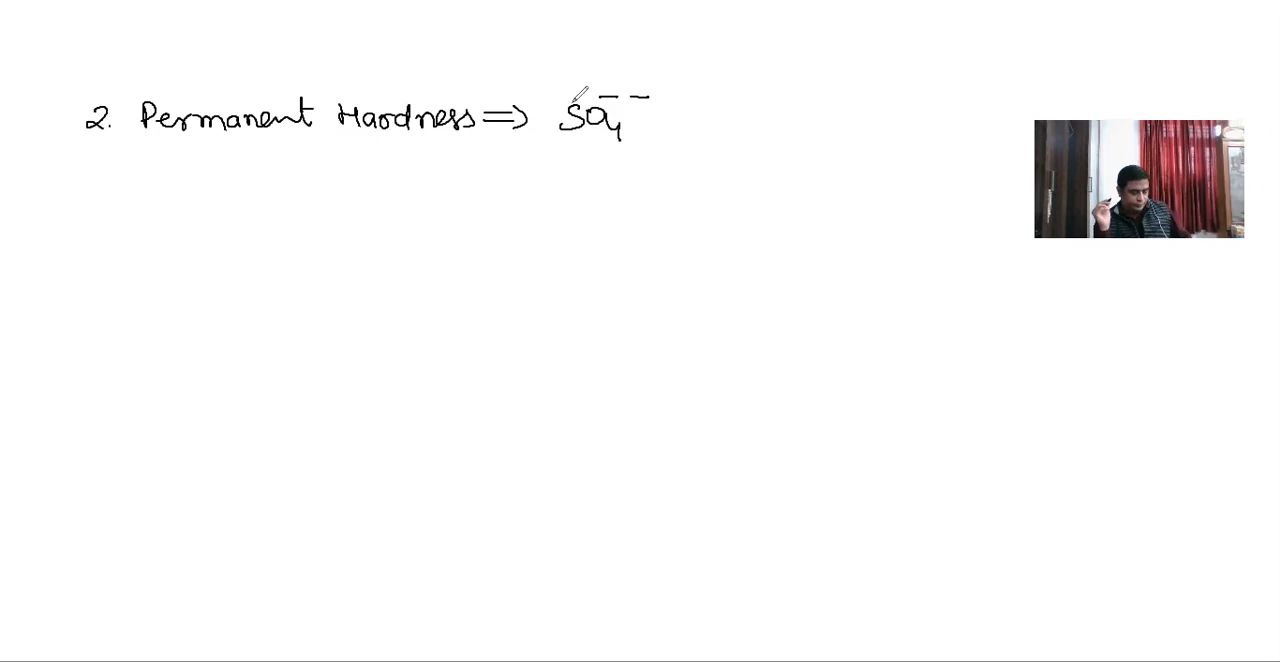 2. Permanent Hardness ⇒ SO₄⁻⁻